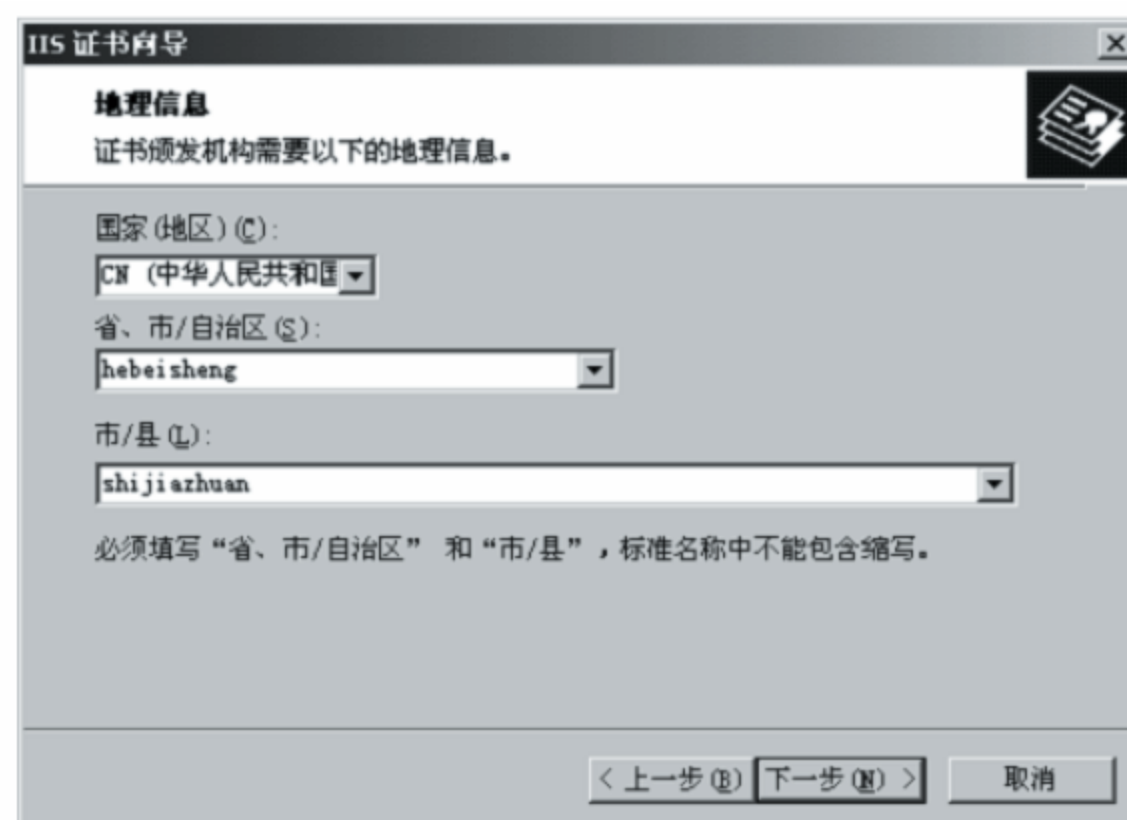 IIS 证书向导
地理信息
证书颁发机构需要以下的地理信息。
国家(地区)(C):
CN (中华人民共和国
省、市/自治区(S):
hebeisheng
市/县(L):
shijiazhuan
必须填写“省、市/自治区” 和“市/县”,标准名称中不能包含缩写。
< 上一步(B) 下一步(N) > 取消